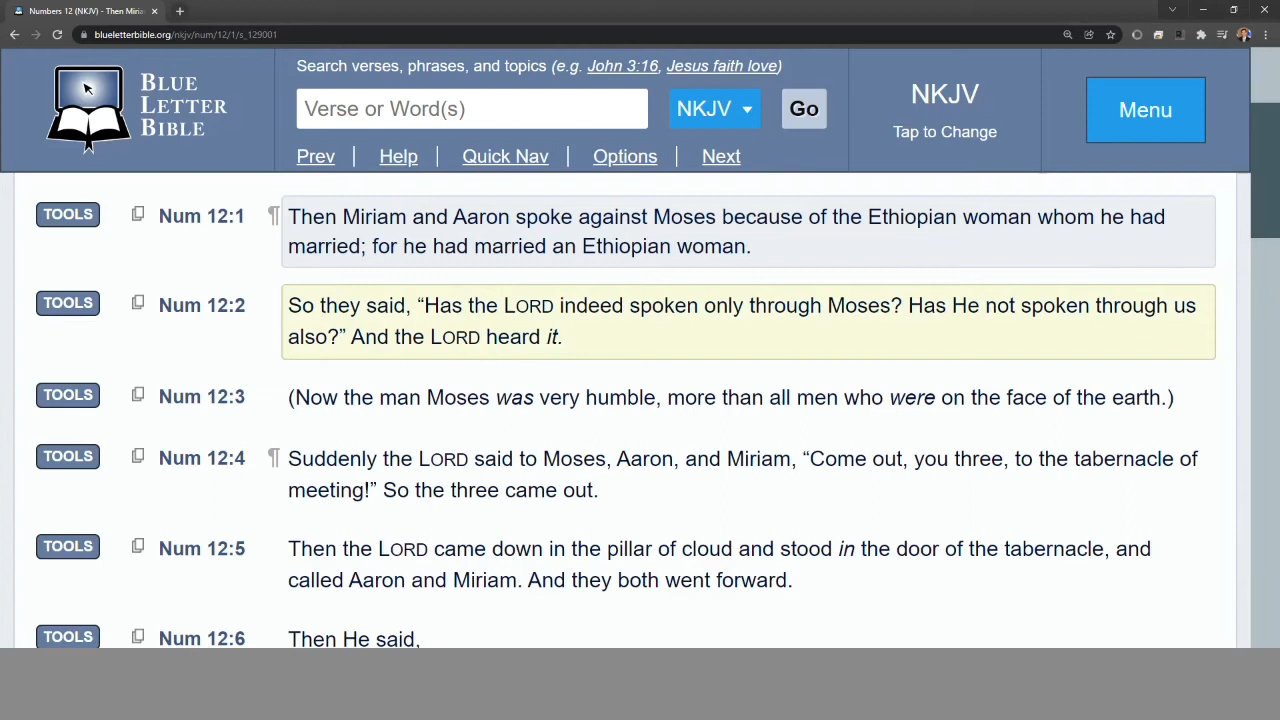 Numbers 12 (NKJV) - Then Miria
blueletterbible.org/nkjv/num/12/1/s_129001
BLUE
LETTER
BIBLE
Search verses, phrases, and topics (e.g. John 3:16, Jesus faith love)
Verse or Word(s)
NKJV
Go
Prev | Help | Quick Nav | Options | Next
NKJV
Tap to Change
Menu
TOOLS Num 12:1 ¶ Then Miriam and Aaron spoke against Moses because of the Ethiopian woman whom he had
married; for he had married an Ethiopian woman.
TOOLS Num 12:2 So they said, “Has the LORD indeed spoken only through Moses? Has He not spoken through us
also?” And the LORD heard it.
TOOLS Num 12:3 (Now the man Moses was very humble, more than all men who were on the face of the earth.)
TOOLS Num 12:4 ¶ Suddenly the LORD said to Moses, Aaron, and Miriam, “Come out, you three, to the tabernacle of
meeting!” So the three came out.
TOOLS Num 12:5 Then the LORD came down in the pillar of cloud and stood in the door of the tabernacle, and
called Aaron and Miriam. And they both went forward.
TOOLS Num 12:6 Then He said,